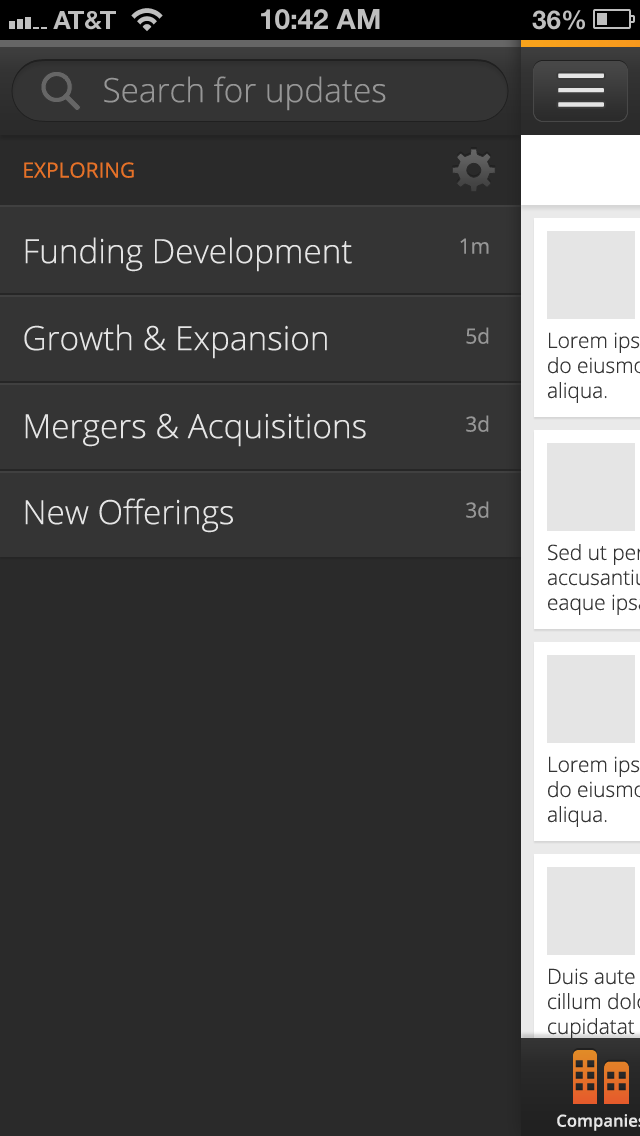 AT&T 10:42 AM 36%
Search for updates
EXPLORING
Funding Development 1m
Growth & Expansion 5d
Mergers & Acquisitions 3d
New Offerings 3d
Lorem ips
do eiusmo
aliqua.
Sed ut per
accusantiu
eaque ipsa
Lorem ips
do eiusmo
aliqua.
Duis aute
cillum dolo
cupidatat
Companies